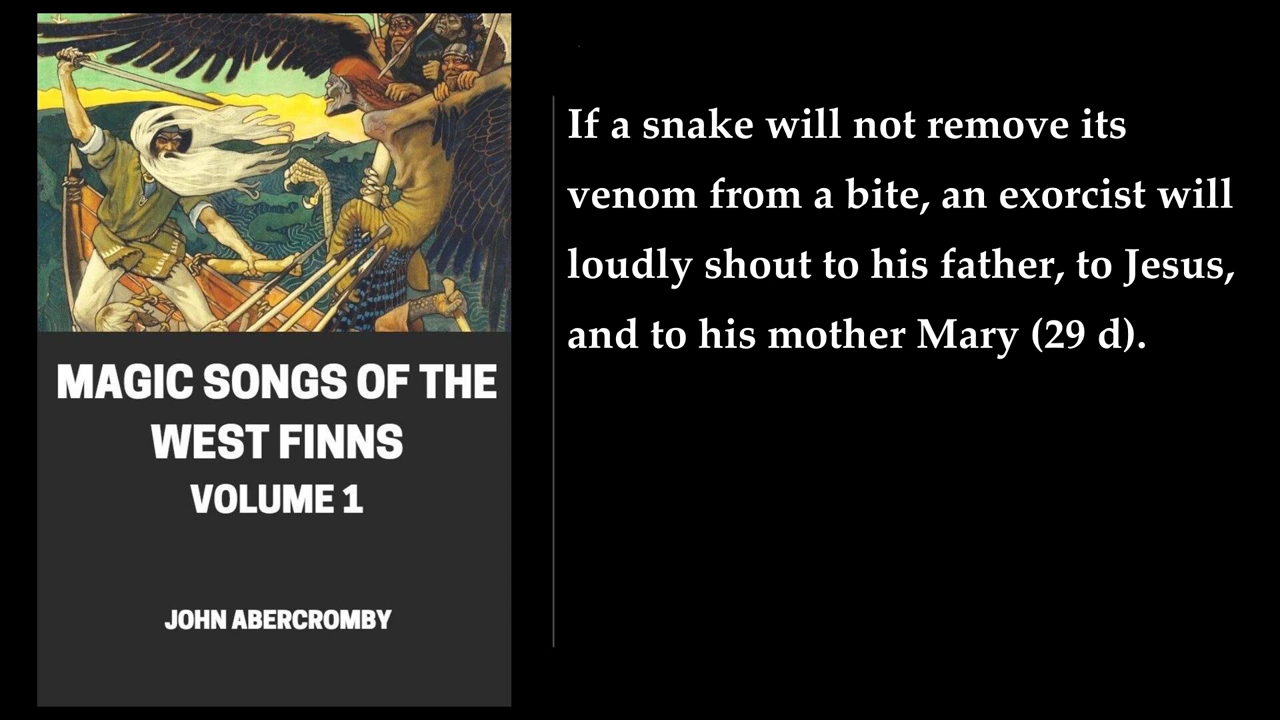 MAGIC SONGS OF THE
WEST FINNS
VOLUME 1
JOHN ABERCROMBY
If a snake will not remove its
venom from a bite, an exorcist will
loudly shout to his father, to Jesus,
and to his mother Mary (29 d).